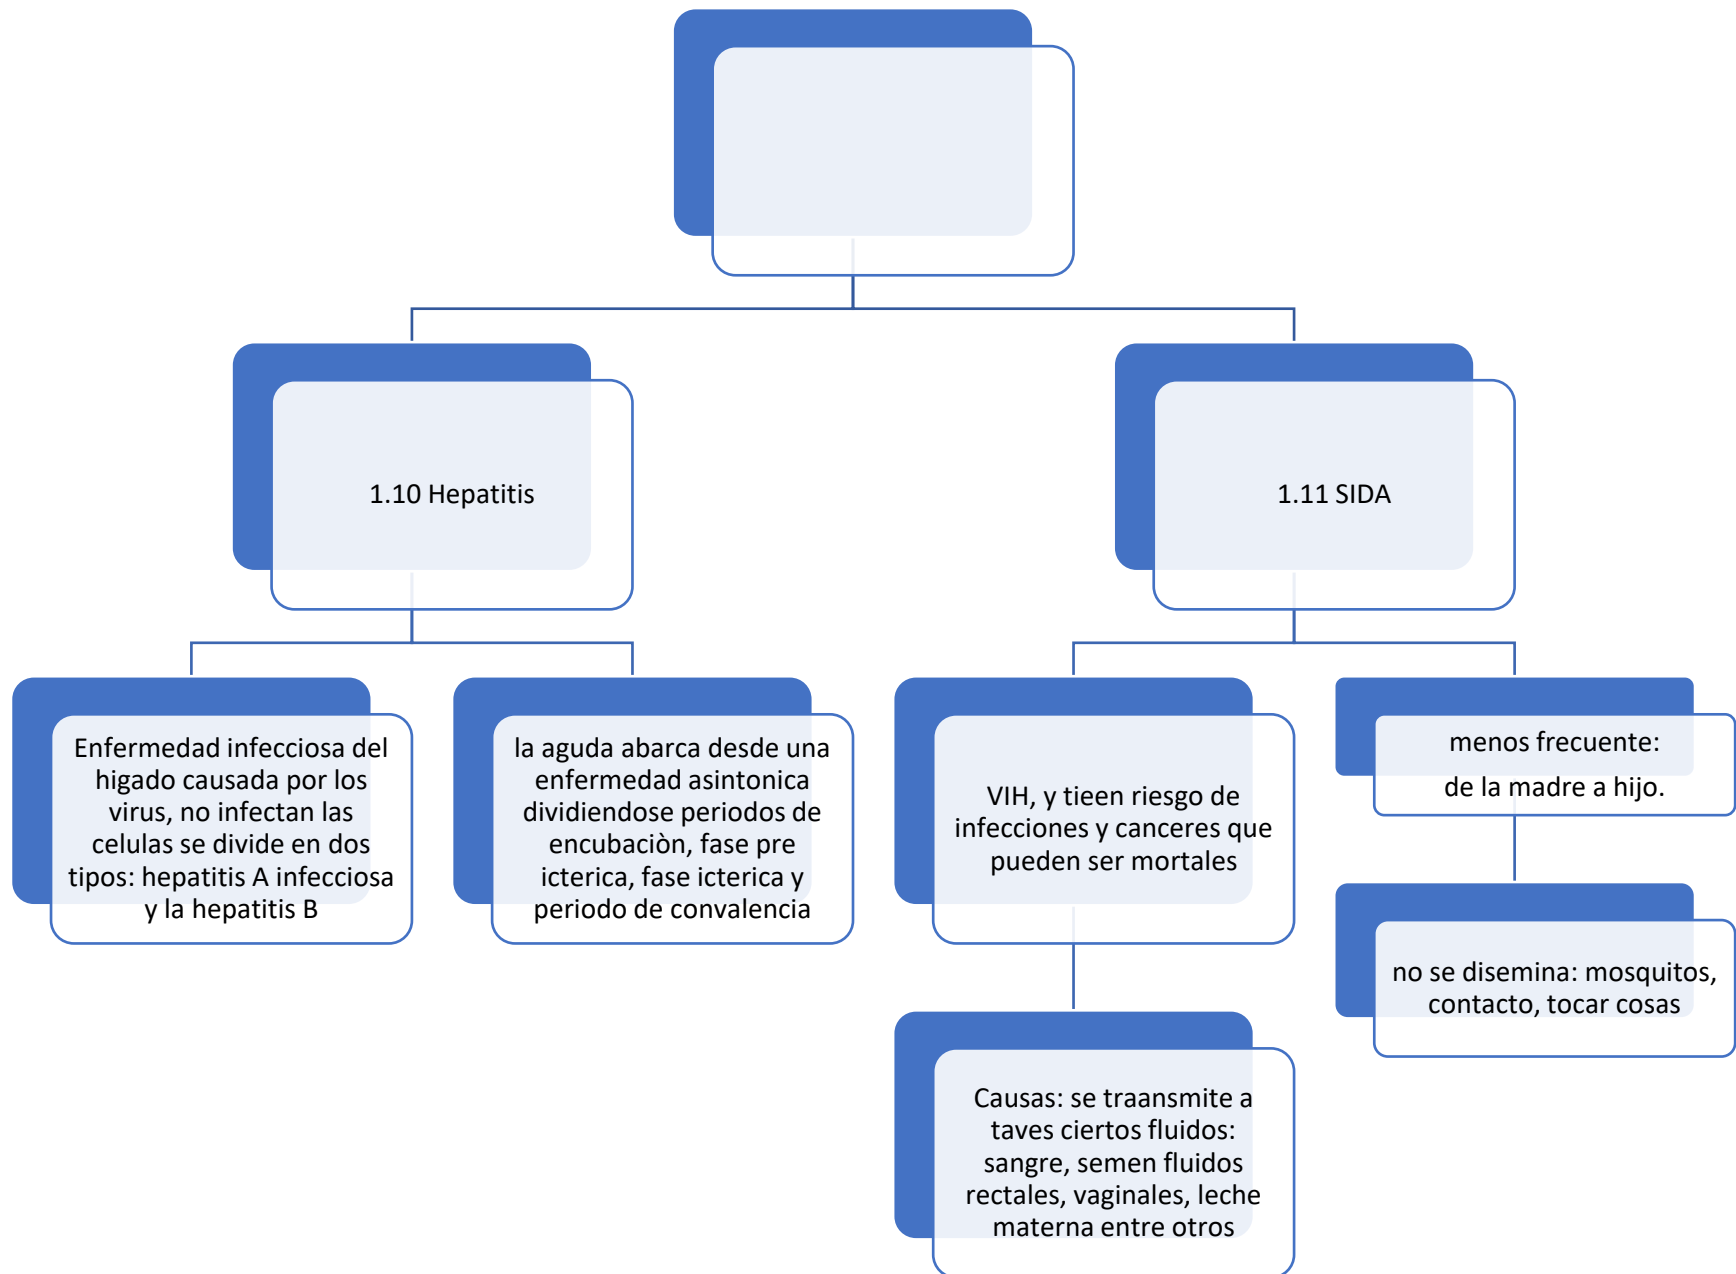 1.10 Hepatitis
1.11 SIDA
Enfermedad infecciosa del
higado causada por los
virus, no infectan las
celulas se divide en dos
tipos: hepatitis A infecciosa
y la hepatitis B
la aguda abarca desde una
enfermedad asintonica
dividiendose periodos de
encubaciòn, fase pre
icterica, fase icterica y
periodo de convalencia
VIH, y tieen riesgo de
infecciones y canceres que
pueden ser mortales
menos frecuente:
de la madre a hijo.
no se disemina: mosquitos,
contacto, tocar cosas
Causas: se traansmite a
taves ciertos fluidos:
sangre, semen fluidos
rectales, vaginales, leche
materna entre otros